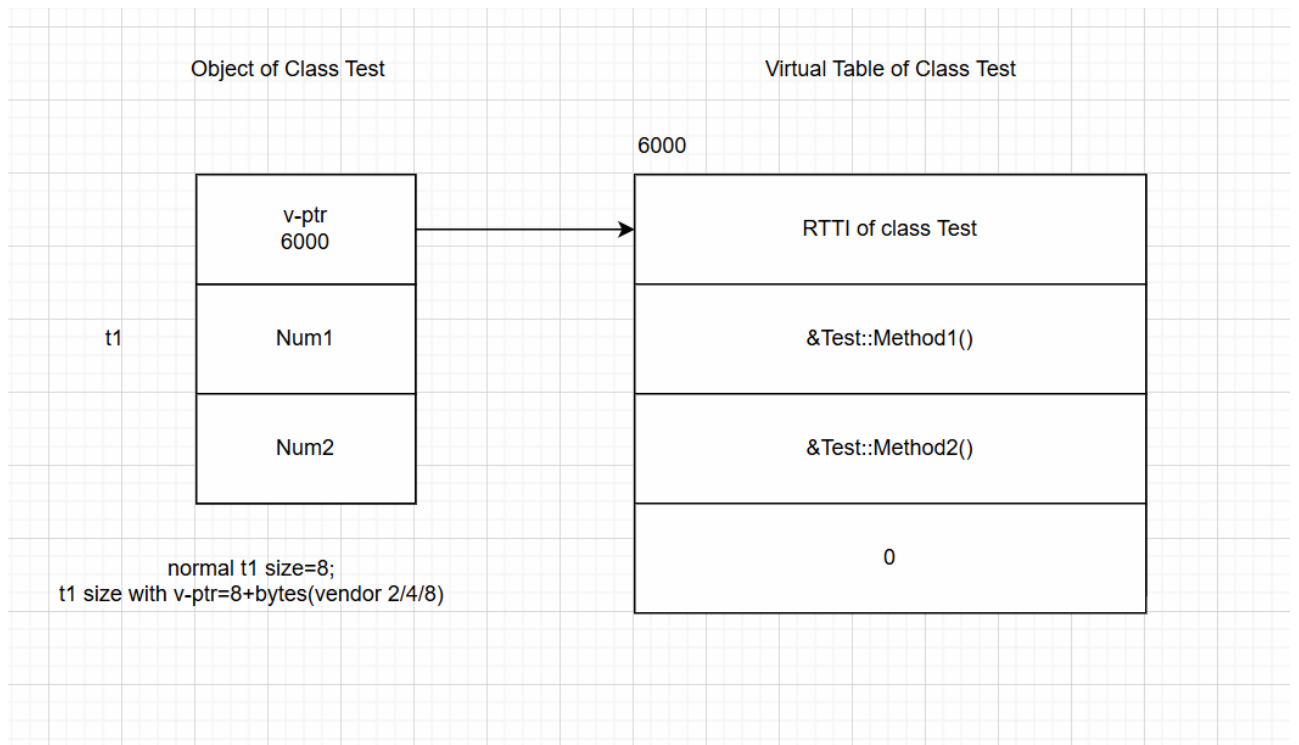 Object of Class Test
Virtual Table of Class Test
6000
v-ptr
6000
RTTI of class Test
t1
Num1
&Test::Method1()
Num2
&Test::Method2()
0
normal t1 size=8;
t1 size with v-ptr=8+bytes(vendor 2/4/8)